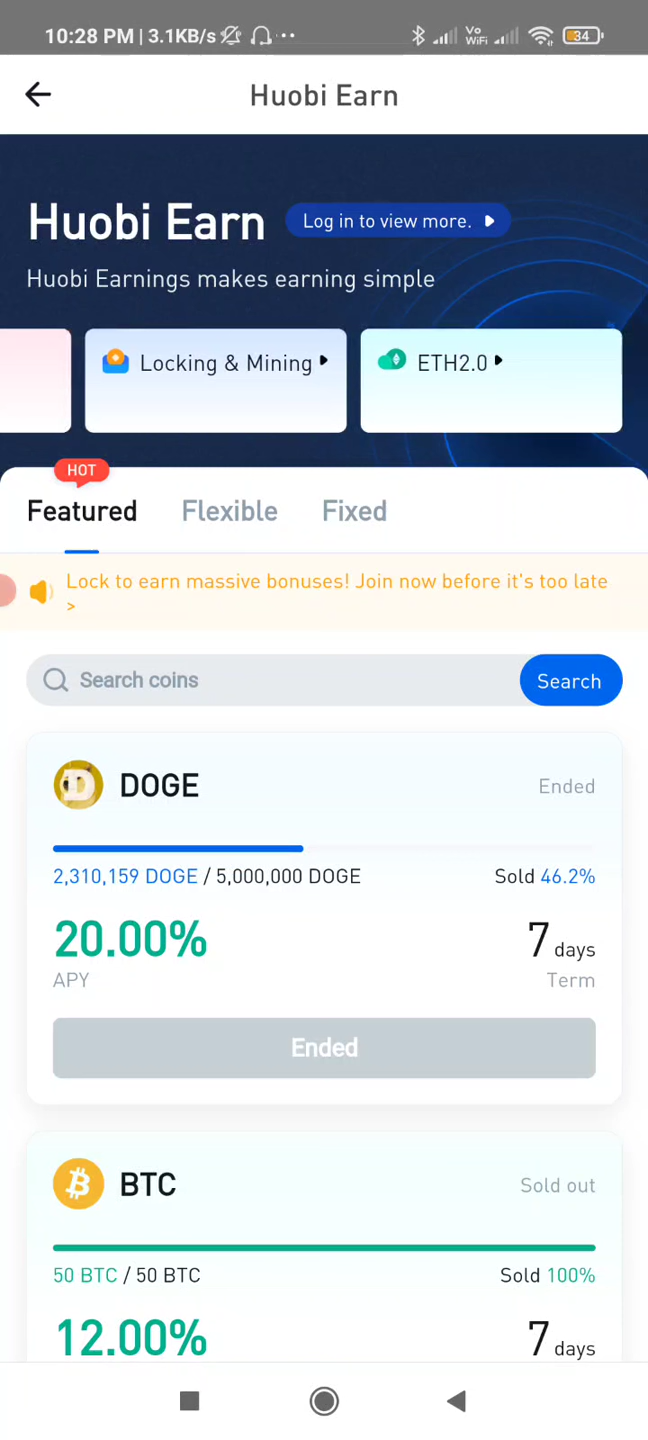 10:28 PM | 3.1KB/s
Vo
WiFi
34
Huobi Earn
Huobi Earn
Log in to view more.
Huobi Earnings makes earning simple
Locking & Mining
ETH2.0
HOT
Featured
Flexible
Fixed
Lock to earn massive bonuses! Join now before it's too late
>
Search coins
Search
DOGE
Ended
2,310,159 DOGE / 5,000,000 DOGE
Sold 46.2%
20.00%
7 days
APY
Term
Ended
BTC
Sold out
50 BTC / 50 BTC
Sold 100%
12.00%
7 days